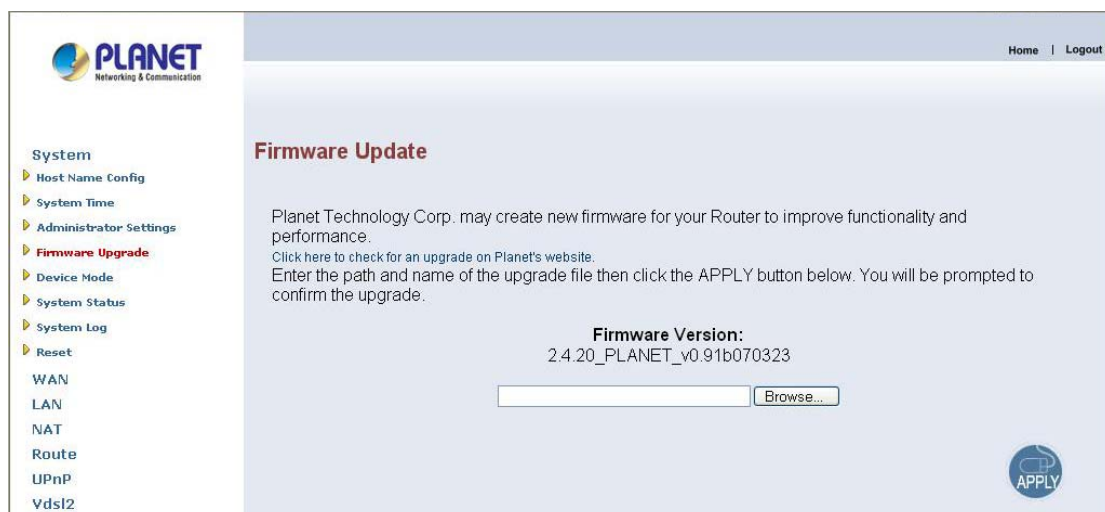 PLANET
Networking & Communication
Home | Logout
System
Host Name Config
System Time
Administrator Settings
Firmware Upgrade
Device Mode
System Status
System Log
Reset
WAN
LAN
NAT
Route
UPnP
Vdsl2
Firmware Update
Planet Technology Corp. may create new firmware for your Router to improve functionality and
performance.
Click here to check for an upgrade on Planet's website.
Enter the path and name of the upgrade file then click the APPLY button below. You will be prompted to
confirm the upgrade.
Firmware Version:
2.4.20_PLANET_v0.91b070323
Browse...
APPLY